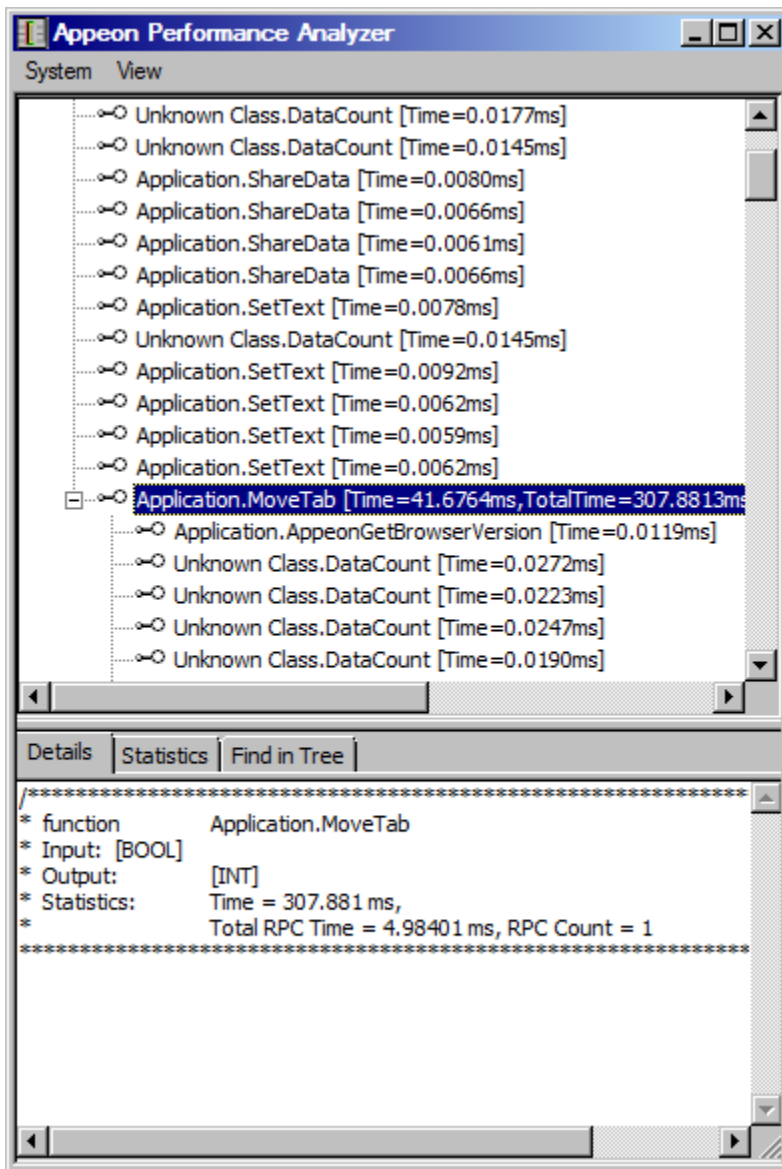 Appeon Performance Analyzer
System View
Unknown Class.DataCount [Time=0.0177ms]
Unknown Class.DataCount [Time=0.0145ms]
Application.ShareData [Time=0.0080ms]
Application.ShareData [Time=0.0066ms]
Application.ShareData [Time=0.0061ms]
Application.ShareData [Time=0.0066ms]
Application.SetText [Time=0.0078ms]
Unknown Class.DataCount [Time=0.0145ms]
Application.SetText [Time=0.0092ms]
Application.SetText [Time=0.0062ms]
Application.SetText [Time=0.0059ms]
Application.SetText [Time=0.0062ms]
Application.MoveTab [Time=41.6764ms,TotalTime=307.8813ms
Application.AppeonGetBrowserVersion [Time=0.0119ms]
Unknown Class.DataCount [Time=0.0272ms]
Unknown Class.DataCount [Time=0.0223ms]
Unknown Class.DataCount [Time=0.0247ms]
Unknown Class.DataCount [Time=0.0190ms]
Details Statistics Find in Tree
/************************************************************
* function Application.MoveTab
* Input: [BOOL]
* Output: [INT]
* Statistics: Time = 307.881 ms,
* Total RPC Time = 4.98401 ms, RPC Count = 1
*************************************************************